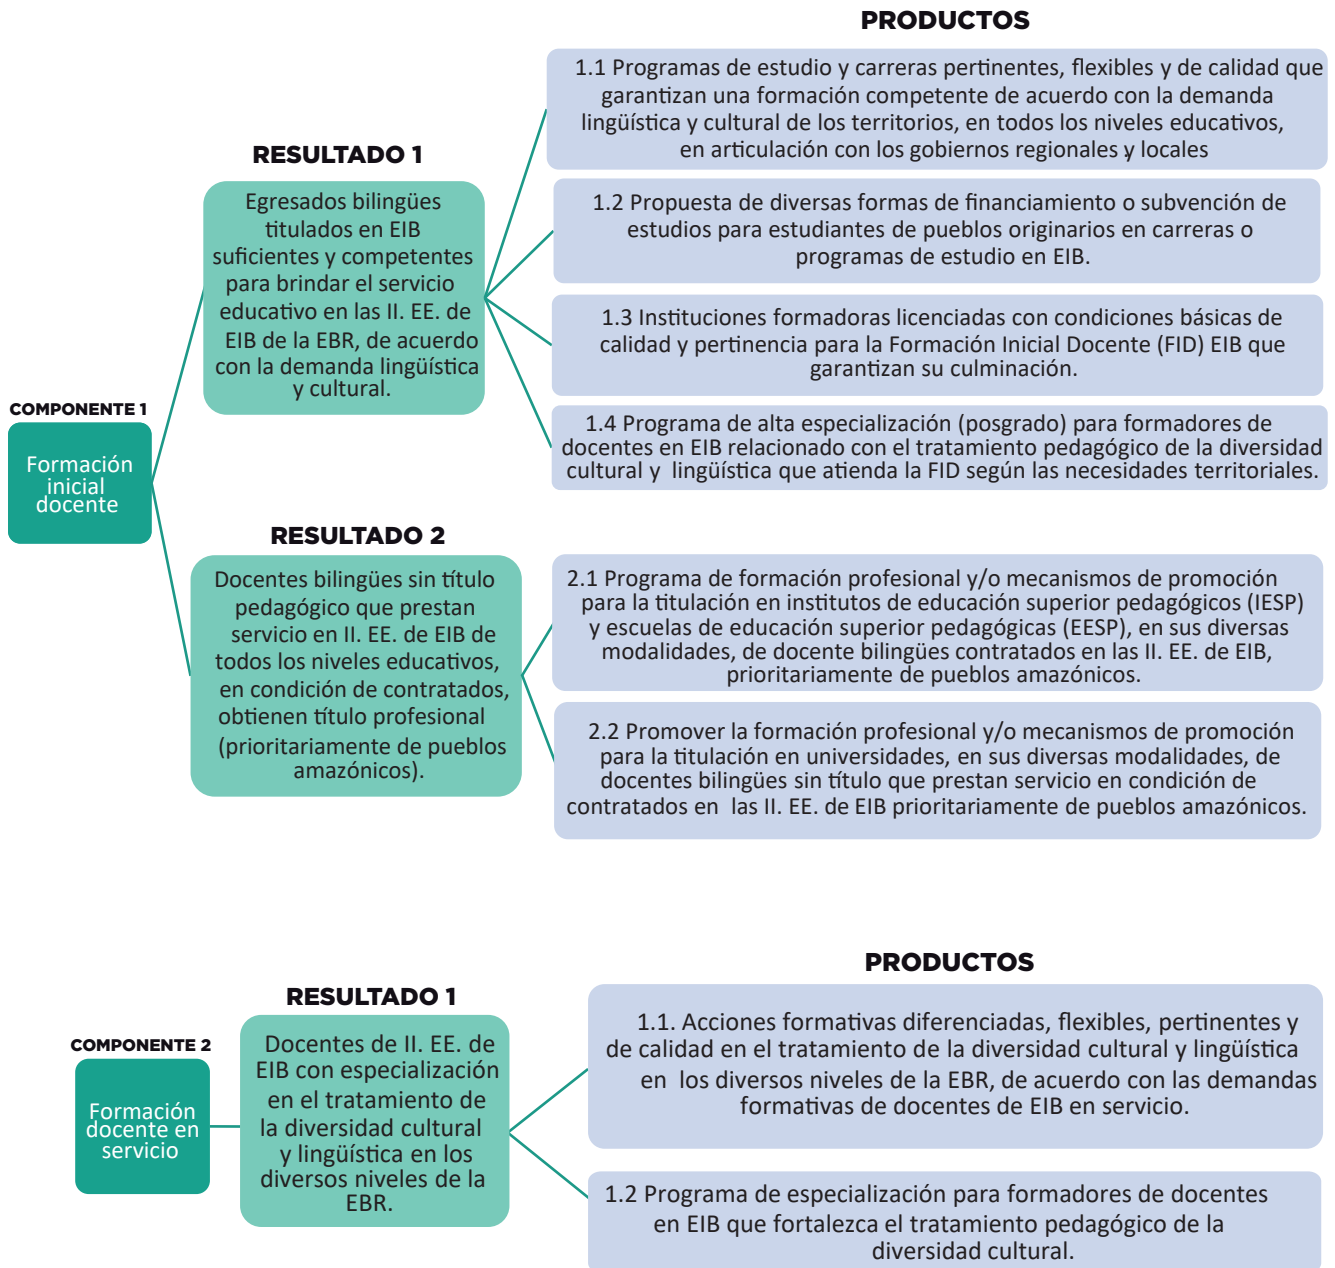 PRODUCTOS
1.1 Programas de estudio y carreras pertinentes, flexibles y de calidad que
garantizan una formación competente de acuerdo con la demanda
lingüística y cultural de los territorios, en todos los niveles educativos,
en articulación con los gobiernos regionales y locales
RESULTADO 1
Egresados bilingües
titulados en EIB
suficientes y competentes
para brindar el servicio
educativo en las II. EE. de
EIB de la EBR, de acuerdo
con la demanda lingüística
y cultural.
1.2 Propuesta de diversas formas de financiamiento o subvención de
estudios para estudiantes de pueblos originarios en carreras o
programas de estudio en EIB.
1.3 Instituciones formadoras licenciadas con condiciones básicas de
calidad y pertinencia para la Formación Inicial Docente (FID) EIB que
garantizan su culminación.
1.4 Programa de alta especialización (posgrado) para formadores de
docentes en EIB relacionado con el tratamiento pedagógico de la diversidad
cultural y lingüística que atienda la FID según las necesidades territoriales.
COMPONENTE 1
Formación
inicial
docente
RESULTADO 2
Docentes bilingües sin título
pedagógico que prestan
servicio en II. EE. de EIB de
todos los niveles educativos,
en condición de contratados,
obtienen título profesional
(prioritariamente de pueblos
amazónicos).
2.1 Programa de formación profesional y/o mecanismos de promoción
para la titulación en institutos de educación superior pedagógicos (IESP)
y escuelas de educación superior pedagógicas (EESP), en sus diversas
modalidades, de docente bilingües contratados en las II. EE. de EIB,
prioritariamente de pueblos amazónicos.
2.2 Promover la formación profesional y/o mecanismos de promoción
para la titulación en universidades, en sus diversas modalidades, de
docentes bilingües sin título que prestan servicio en condición de
contratados en las II. EE. de EIB prioritariamente de pueblos amazónicos.
PRODUCTOS
RESULTADO 1
COMPONENTE 2
Formación
docente en
servicio
Docentes de II. EE. de
EIB con especialización
en el tratamiento de
la diversidad cultural
y lingüística en los
diversos niveles de la
EBR.
1.1. Acciones formativas diferenciadas, flexibles, pertinentes y
de calidad en el tratamiento de la diversidad cultural y lingüística
en los diversos niveles de la EBR, de acuerdo con las demandas
formativas de docentes de EIB en servicio.
1.2 Programa de especialización para formadores de docentes
en EIB que fortalezca el tratamiento pedagógico de la
diversidad cultural.